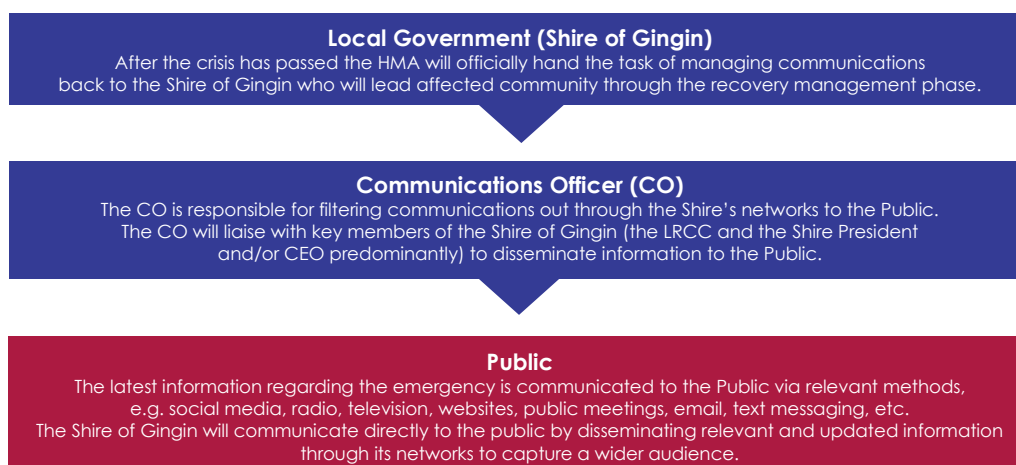 Local Government (Shire of Gingin)
After the crisis has passed the HMA will officially hand the task of managing communications
back to the Shire of Gingin who will lead affected community through the recovery management phase.
Communications Officer (CO)
The CO is responsible for filtering communications out through the Shire’s networks to the Public.
The CO will liaise with key members of the Shire of Gingin (the LRCC and the Shire President
and/or CEO predominantly) to disseminate information to the Public.
Public
The latest information regarding the emergency is communicated to the Public via relevant methods,
e.g. social media, radio, television, websites, public meetings, email, text messaging, etc.
The Shire of Gingin will communicate directly to the public by disseminating relevant and updated information
through its networks to capture a wider audience.